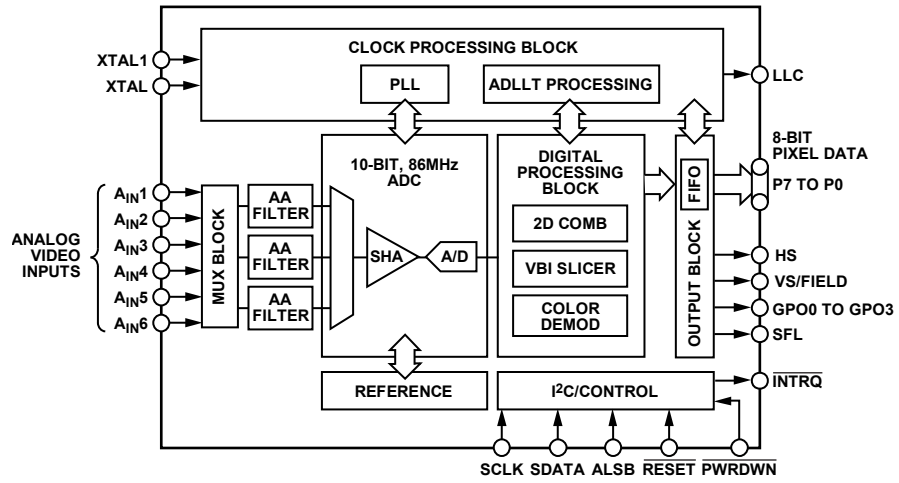 CLOCK PROCESSING BLOCK
XTAL1
XTAL
PLL
ADLLT PROCESSING
LLC
8-BIT
PIXEL DATA
P7 TO P0
10-BIT, 86MHz
ADC
DIGITAL
PROCESSING
BLOCK
FIFO
OUTPUT BLOCK
ANALOG
VIDEO
INPUTS
AIN1
AIN2
AIN3
AIN4
AIN5
AIN6
MUX BLOCK
AA
FILTER
AA
FILTER
AA
FILTER
SHA
A/D
2D COMB
VBI SLICER
COLOR
DEMOD
HS
VS/FIELD
GPO0 TO GPO3
SFL
REFERENCE
I2C/CONTROL
INTRQ
SCLK SDATA ALSB RESET PWRDWN